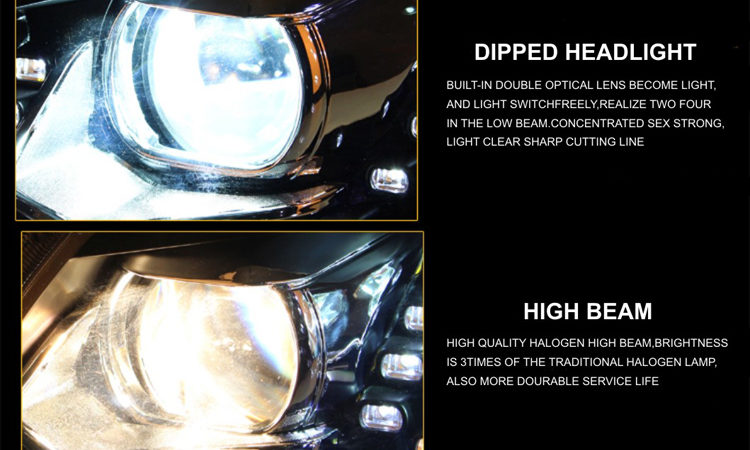 DIPPED HEADLIGHT
BUILT-IN DOUBLE OPTICAL LENS BECOME LIGHT,
AND LIGHT SWITCHFREELY,REALIZE TWO FOUR
IN THE LOW BEAM.CONCENTRATED SEX STRONG,
LIGHT CLEAR SHARP CUTTING LINE
HIGH BEAM
HIGH QUALITY HALOGEN HIGH BEAM,BRIGHTNESS
IS 3TIMES OF THE TRADITIONAL HALOGEN LAMP,
ALSO MORE DOURABLE SERVICE LIFE